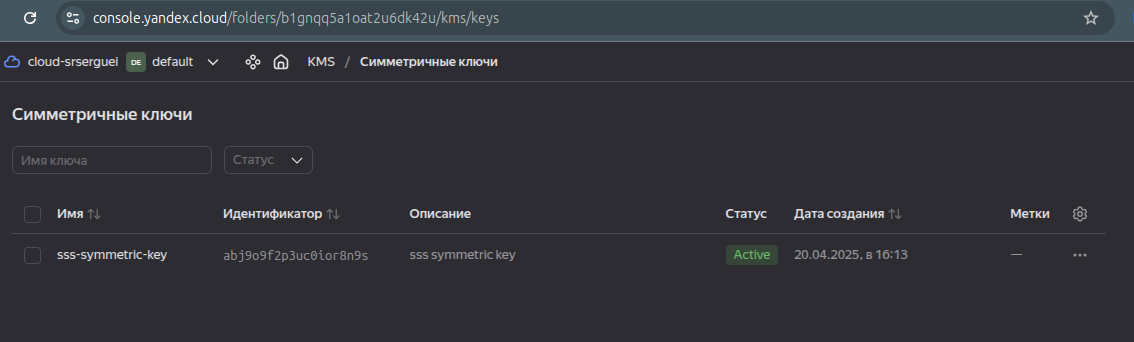 console.yandex.cloud/folders/b1gnqq5a1oat2u6dk42u/kms/keys
cloud-srserguei DE default KMS / Симметричные ключи
Симметричные ключи
Имя ключа Статус
Имя Идентификатор Описание Статус Дата создания Метки
sss-symmetric-key abj9o9f2p3uc0ior8n9s sss symmetric key Active 20.04.2025, в 16:13 —